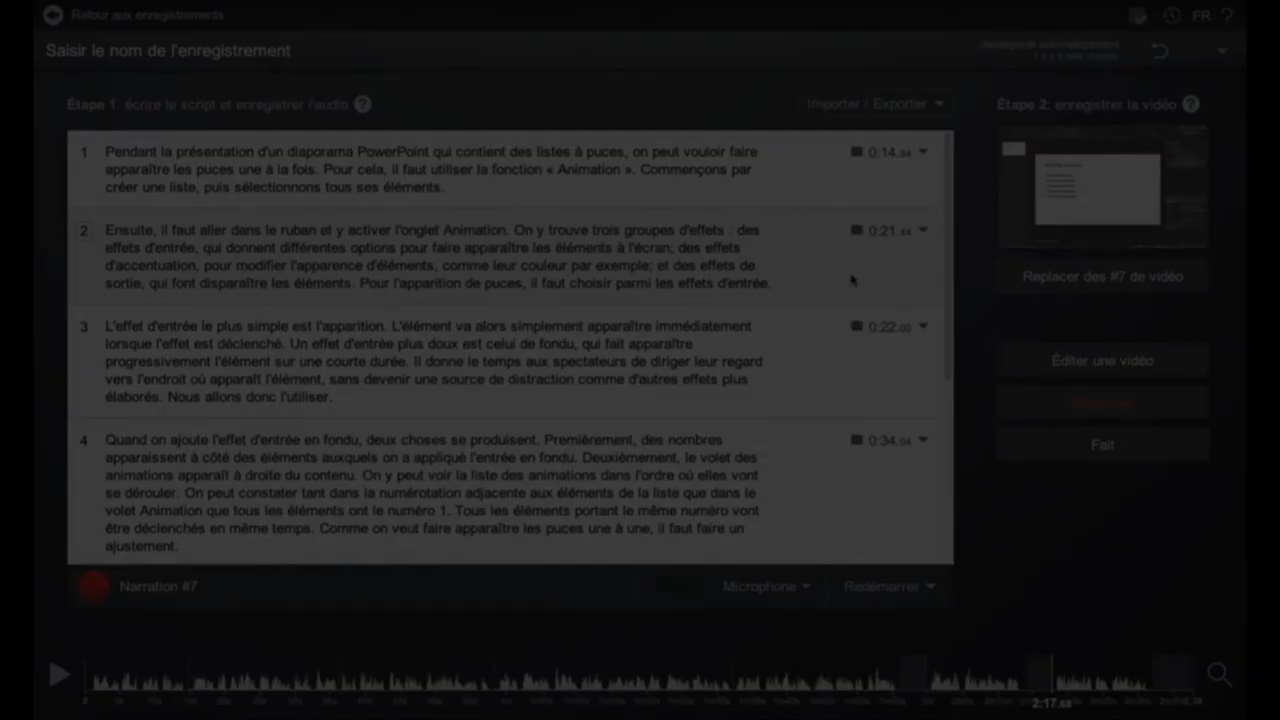 Retour aux enregistrements
FR ?
Saisir le nom de l'enregistrement
Étape 1: écrire le script et enregistrer l'audio ?
Importer / Exporter
Étape 2: enregistrer la vidéo ?
1 Pendant la présentation d'un diaporama PowerPoint qui contient des listes à puces, on peut vouloir faire
apparaître les puces une à la fois. Pour cela, il faut utiliser la fonction « Animation ». Commençons par
créer une liste, puis sélectionnons tous ses éléments.
0:14.84
2 Ensuite, il faut aller dans le ruban et y activer l'onglet Animation. On y trouve trois groupes d'effets : des
effets d'entrée, qui donnent différentes options pour faire apparaître les éléments à l'écran; des effets
d'accentuation, pour modifier l'apparence d'éléments, comme leur couleur par exemple; et des effets de
sortie, qui font disparaître les éléments. Pour l'apparition de puces, il faut choisir parmi les effets d'entrée.
0:21.44
Replacer des #7 de vidéo
3 L'effet d'entrée le plus simple est l'apparition. L'élément va alors simplement apparaître immédiatement
lorsque l'effet est déclenché. Un effet d'entrée plus doux est celui de fondu, qui fait apparaître
progressivement l'élément sur une courte durée. Il donne le temps aux spectateurs de diriger leur regard
vers l'endroit où apparaît l'élément, sans devenir une source de distraction comme d'autres effets plus
élaborés. Nous allons donc l'utiliser.
0:22.00
Éditer une vidéo
Fait
4 Quand on ajoute l'effet d'entrée en fondu, deux choses se produisent. Premièrement, des nombres
apparaissent à côté des éléments auxquels on a appliqué l'entrée en fondu. Deuxièmement, le volet des
animations apparaît à droite du contenu. On y peut voir la liste des animations dans l'ordre où elles vont
se dérouler. On peut constater tant dans la numérotation adjacente aux éléments de la liste que dans le
volet Animation que tous les éléments ont le numéro 1. Tous les éléments portant le même numéro vont
être déclenchés en même temps. Comme on veut faire apparaître les puces une à une, il faut faire un
ajustement.
0:34.04
Narration #7
Microphone
Redémarrer
2:17.68